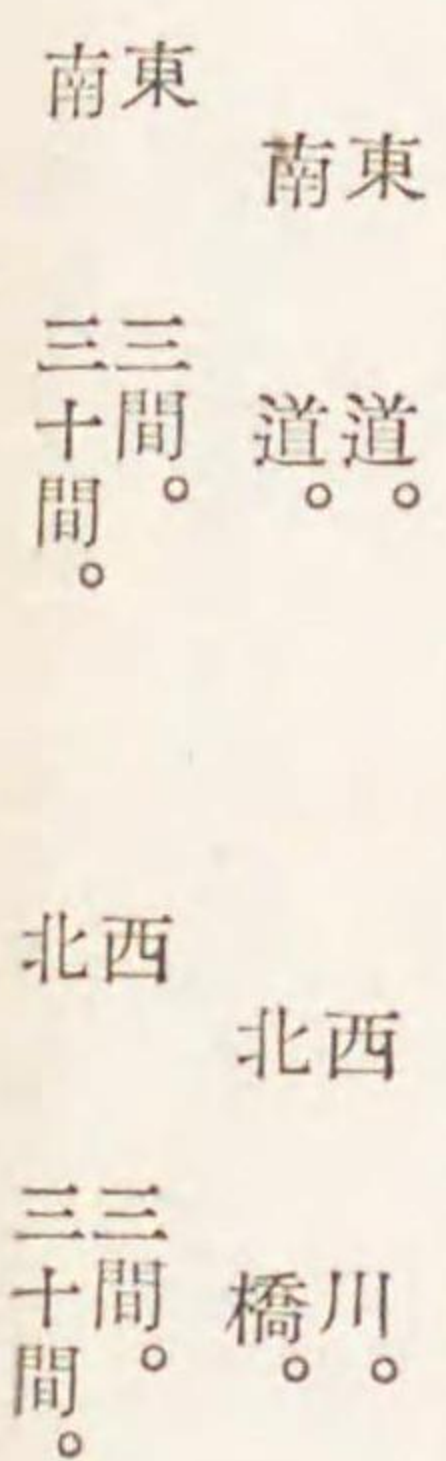 東　道。　西　川。
南　道。　北　橋。
東　三間。　西　三間。
南　三十間。　北　三十間。